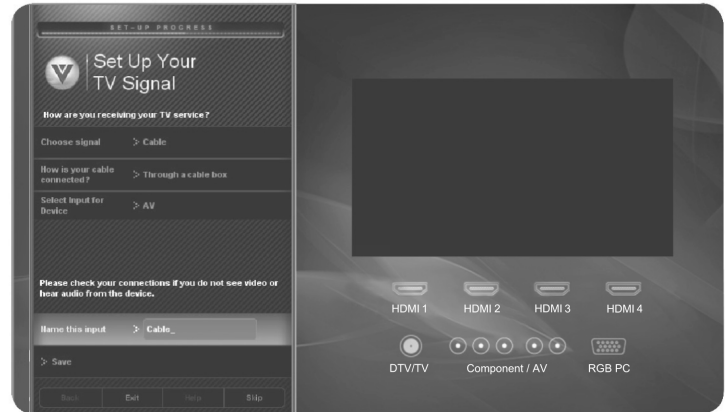 SET-UP PROGRESS
V
Set Up Your
TV Signal
How are you receiving your TV service?
Choose signal > Cable
How is your cable
connected? > Through a cable box
Select Input for
Device > AV
Please check your connections if you do not see video or
hear audio from the device.
Name this input > Cable_
> Save
Back Exit Help Skip
HDMI 1 HDMI 2 HDMI 3 HDMI 4
DTV/TV Component / AV RGB PC